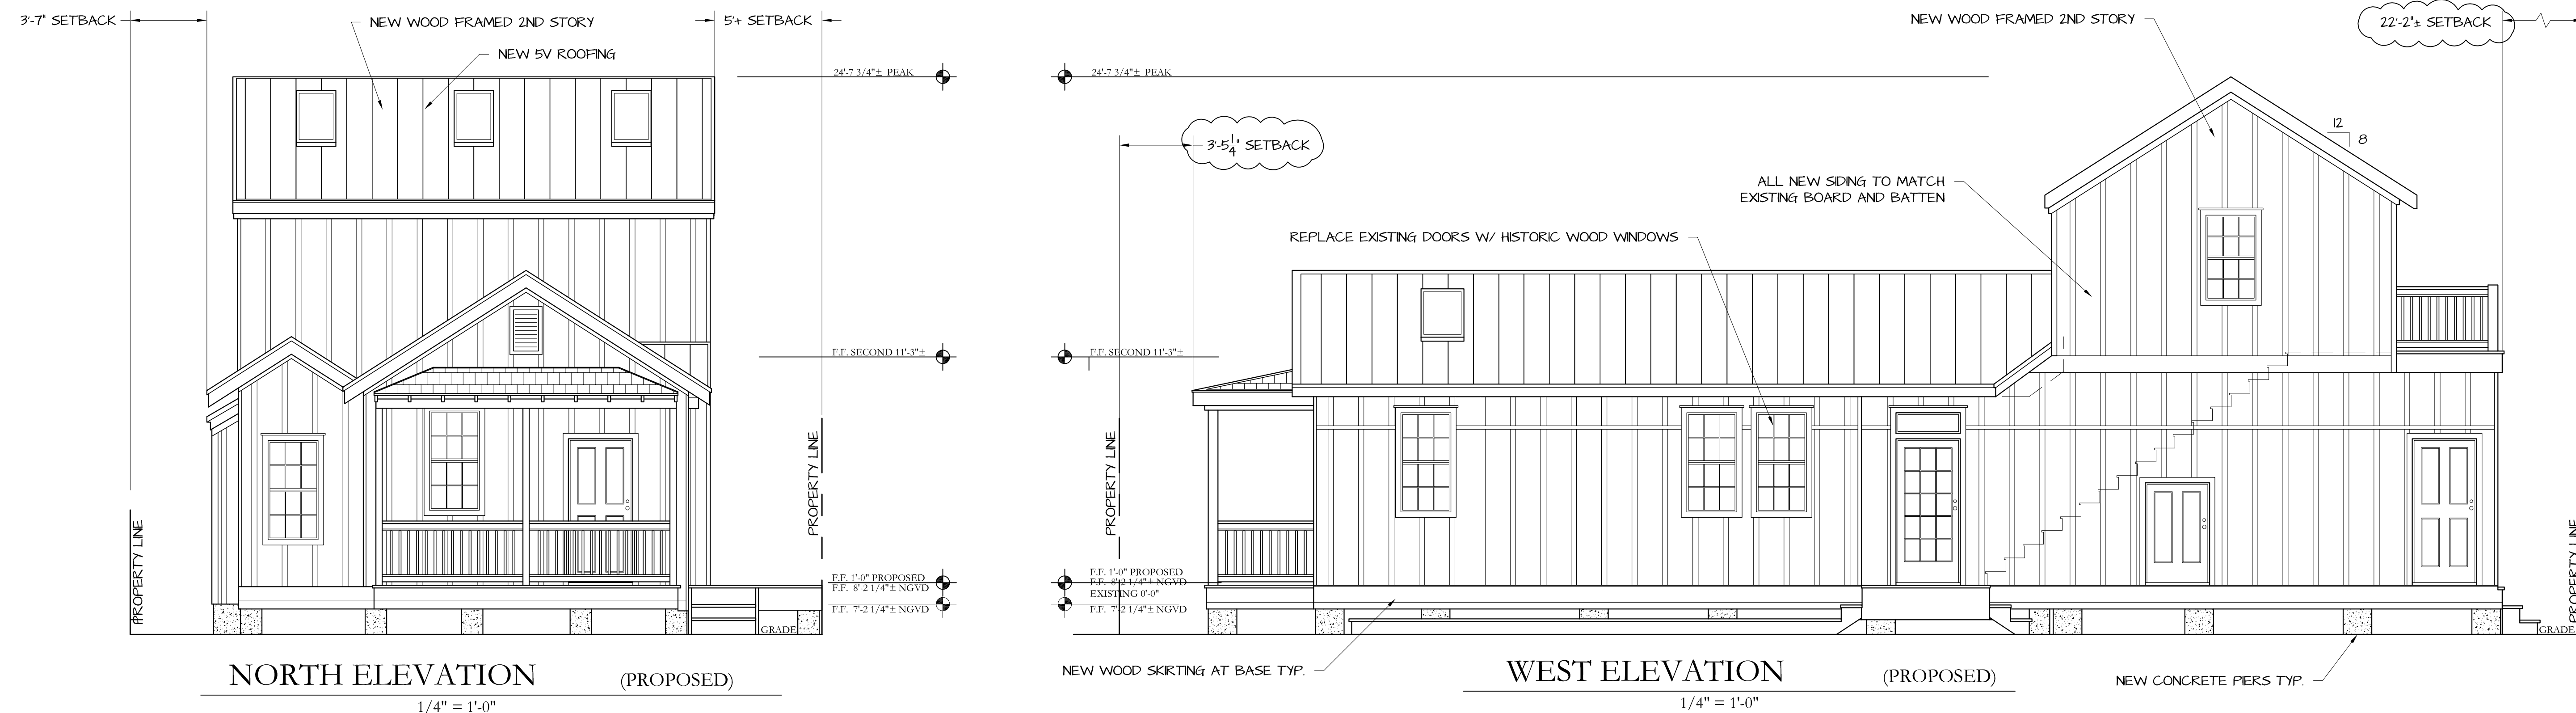 3'-7" SETBACK
NEW WOOD FRAMED 2ND STORY
5'+ SETBACK
NEW 5V ROOFING
24'-7 3/4"± PEAK
F.F. SECOND 11'-3"±
PROPERTY LINE
PROPERTY LINE
F.F. 1'-0" PROPOSED
F.F. 8'-2 1/4"± NGVD
F.F. 7'-2 1/4"± NGVD
GRADE
NORTH ELEVATION (PROPOSED)
1/4" = 1'-0"
NEW WOOD FRAMED 2ND STORY
22'-2"± SETBACK
24'-7 3/4"± PEAK
3'-5 1/4" SETBACK
12
8
ALL NEW SIDING TO MATCH
EXISTING BOARD AND BATTEN
REPLACE EXISTING DOORS W/ HISTORIC WOOD WINDOWS
F.F. SECOND 11'-3"±
PROPERTY LINE
PROPERTY LINE
F.F. 1'-0" PROPOSED
F.F. 8'-2 1/4"± NGVD
EXISTING 0'-0"
F.F. 7'-2 1/4"± NGVD
GRADE
NEW WOOD SKIRTING AT BASE TYP.
WEST ELEVATION (PROPOSED)
1/4" = 1'-0"
NEW CONCRETE PIERS TYP.